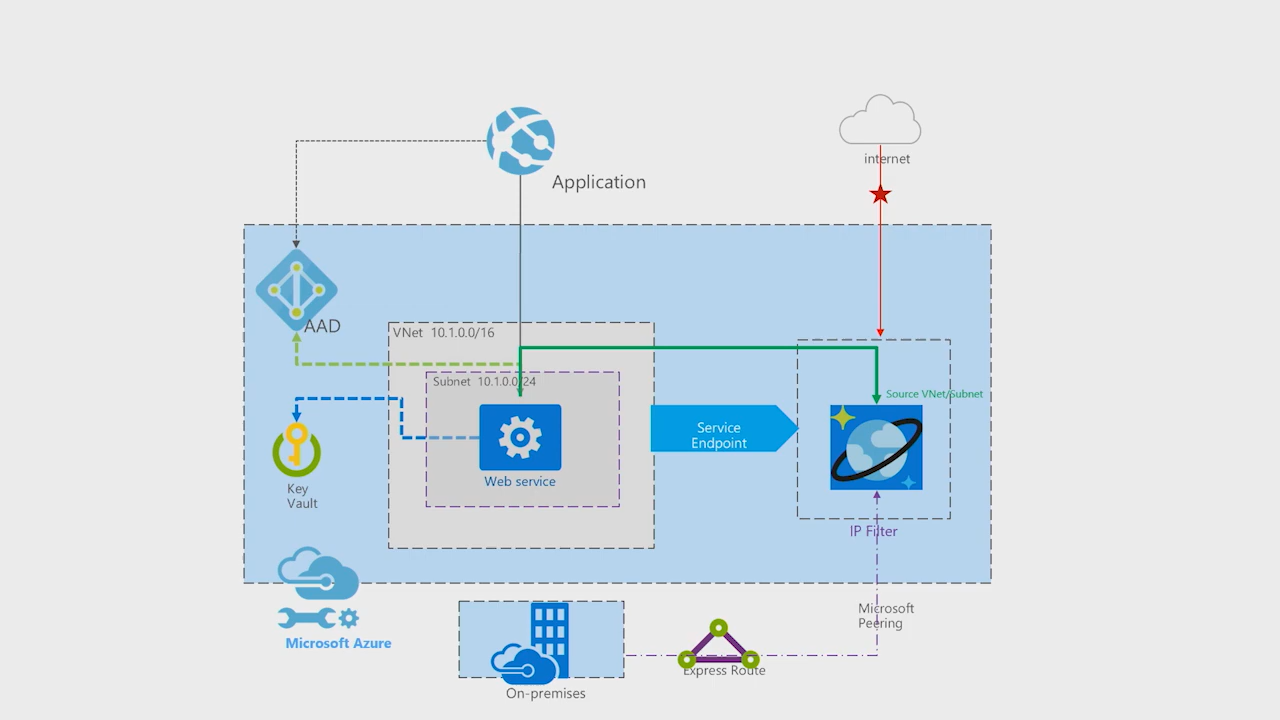 internet
Application
AAD
VNet 10.1.0.0/16
Subnet 10.1.0.0/24
Source VNet/Subnet
Service
Endpoint
Web service
Key
Vault
IP Filter
Microsoft
Peering
Microsoft Azure
Express Route
On-premises